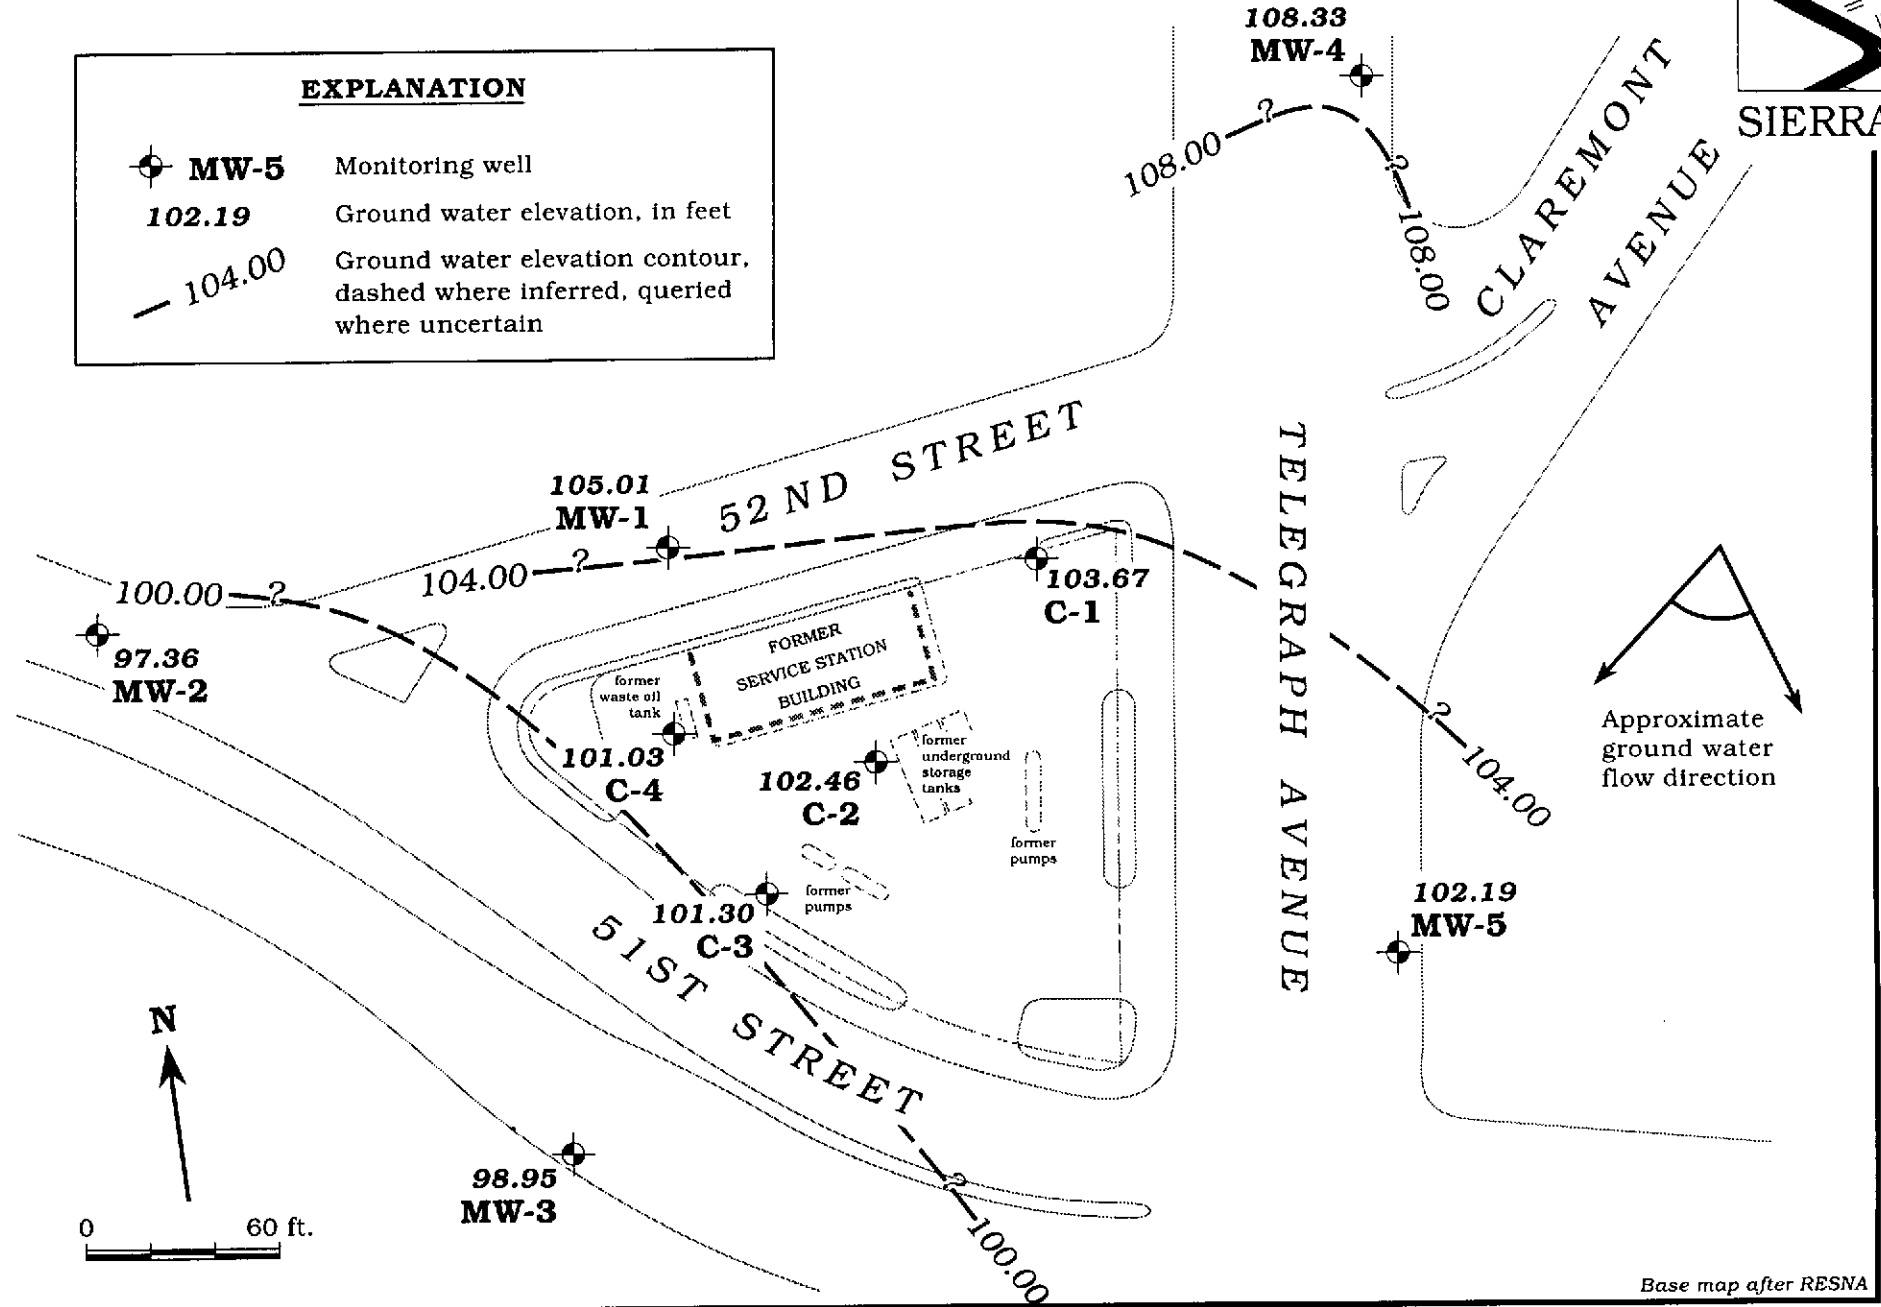 108.33
MW-4
SIERRA
EXPLANATION
MW-5 Monitoring well
102.19 Ground water elevation, in feet
104.00 Ground water elevation contour,
dashed where inferred, queried
where uncertain
108.00
?
?
108.00
CLAREMONT
AVENUE
52ND STREET
TELEGRAPH AVENUE
105.01
MW-1
104.00
?
100.00
?
97.36
MW-2
103.67
C-1
FORMER
SERVICE STATION
BUILDING
former
waste oil
tank
101.03
C-4
102.46
C-2
former
underground
storage
tanks
former
pumps
former
pumps
101.30
C-3
51ST STREET
?
104.00
Approximate
ground water
flow direction
102.19
MW-5
N
98.95
MW-3
?
100.00
0 60 ft.
Base map after RESNA